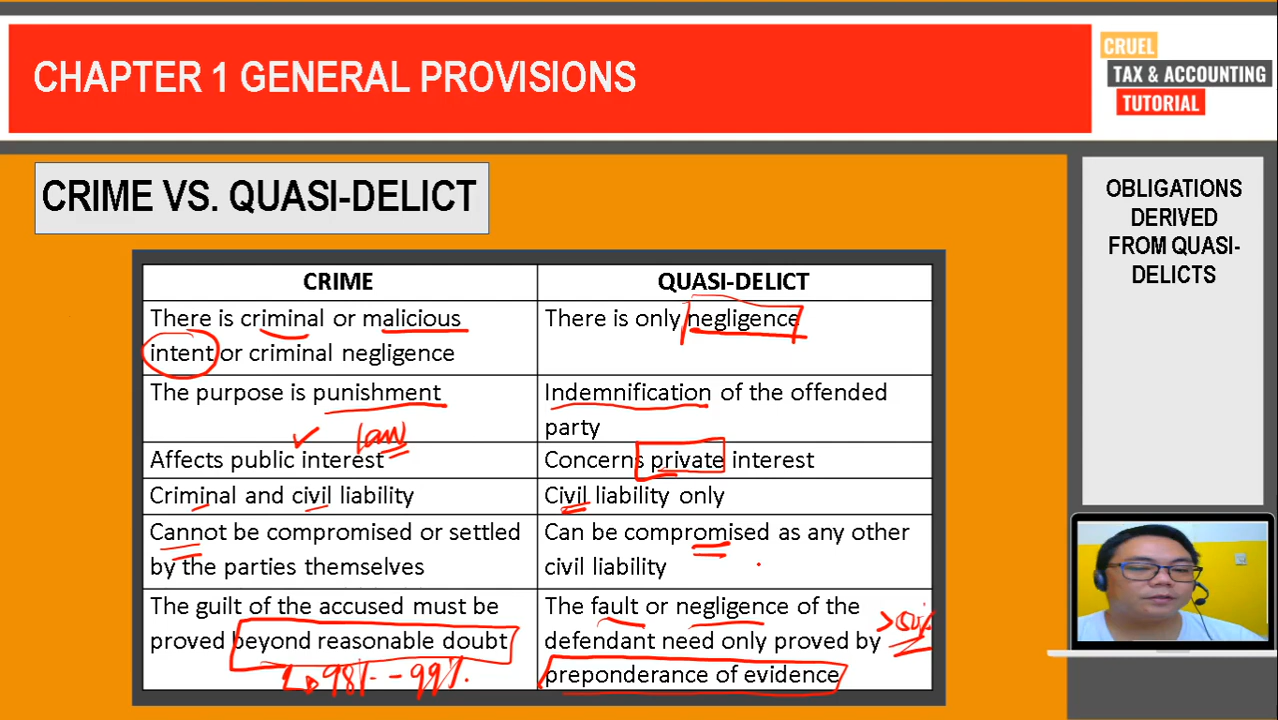 CHAPTER 1 GENERAL PROVISIONS
CRUEL
TAX & ACCOUNTING
TUTORIAL
CRIME VS. QUASI-DELICT
OBLIGATIONS
DERIVED
FROM QUASI-
DELICTS
CRIME
QUASI-DELICT
There is criminal or malicious
intent or criminal negligence
There is only negligence
The purpose is punishment
Indemnification of the offended
party
law
Affects public interest
Concerns private interest
Criminal and civil liability
Civil liability only
Cannot be compromised or settled
by the parties themselves
Can be compromised as any other
civil liability
The guilt of the accused must be
proved beyond reasonable doubt
98% - 99%.
The fault or negligence of the
defendant need only proved by
preponderance of evidence
>50%